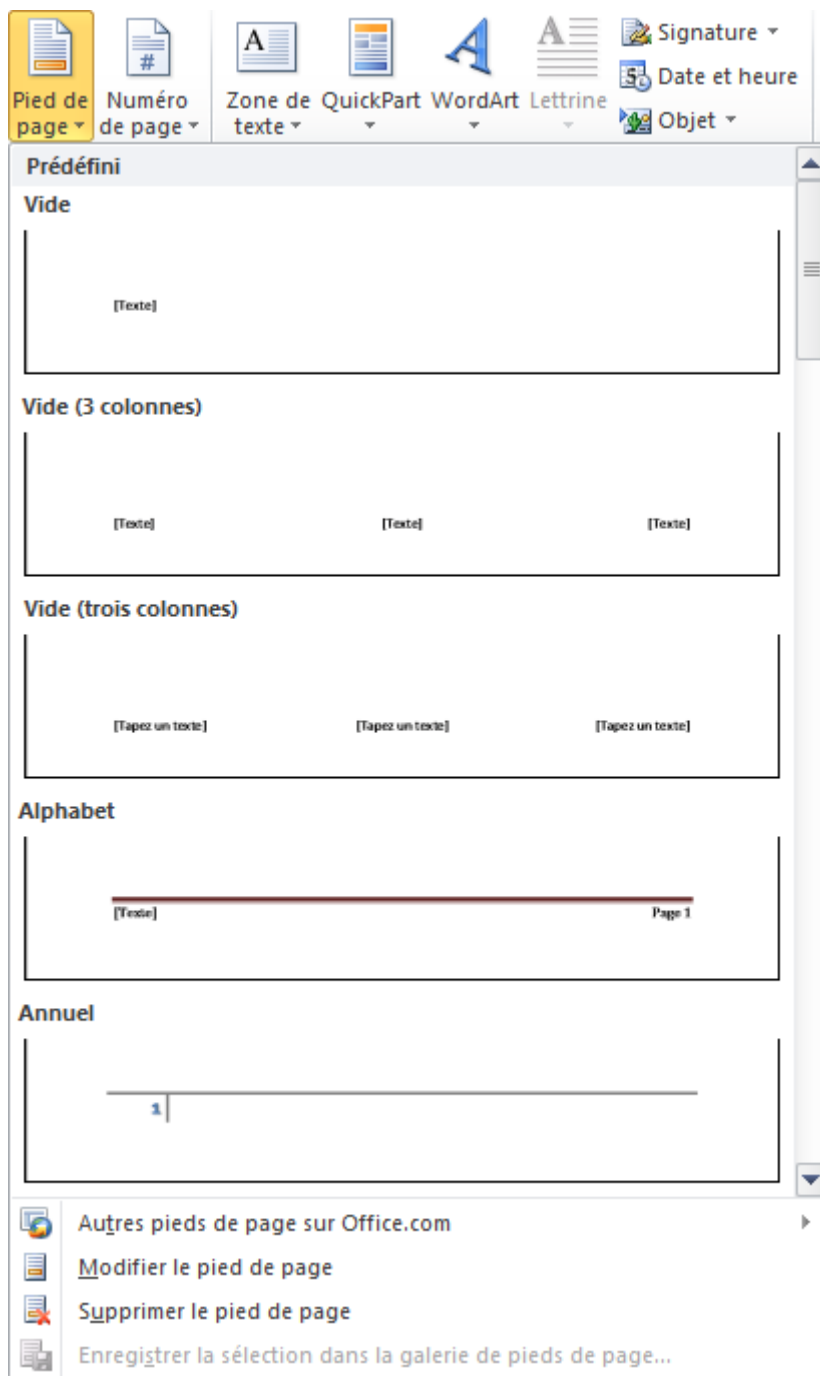 Pied de page
Numéro de page
Zone de texte
QuickPart
WordArt
Lettrine
Signature
Date et heure
Objet
Prédéfini
Vide
[Texte]
Vide (3 colonnes)
[Texte] [Texte] [Texte]
Vide (trois colonnes)
[Tapez un texte] [Tapez un texte] [Tapez un texte]
Alphabet
[Texte] Page 1
Annuel
1
Autres pieds de page sur Office.com
Modifier le pied de page
Supprimer le pied de page
Enregistrer la sélection dans la galerie de pieds de page...